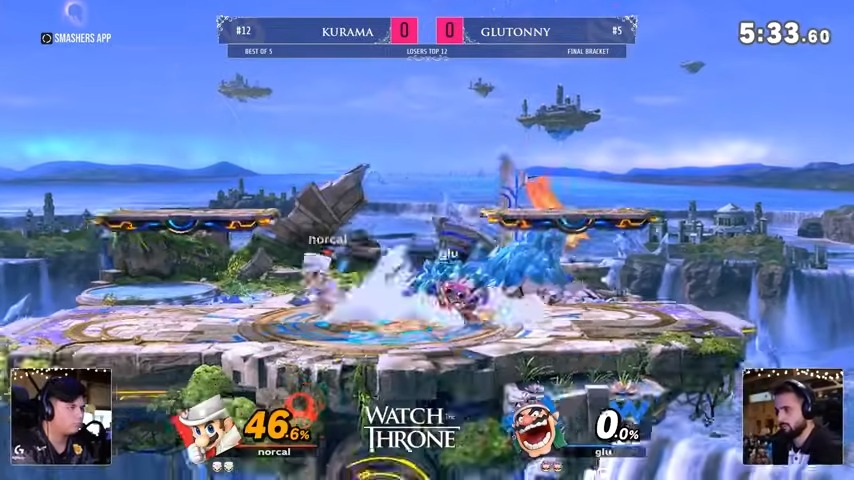 SMASHERS APP
#12 KURAMA 0 0 GLUTONNY #5
BEST OF 5 LOSERS TOP 12 FINAL BRACKET
5:33.60
norcal
glu
46.6%
norcal
WATCH THE THRONE
0.0%
glu